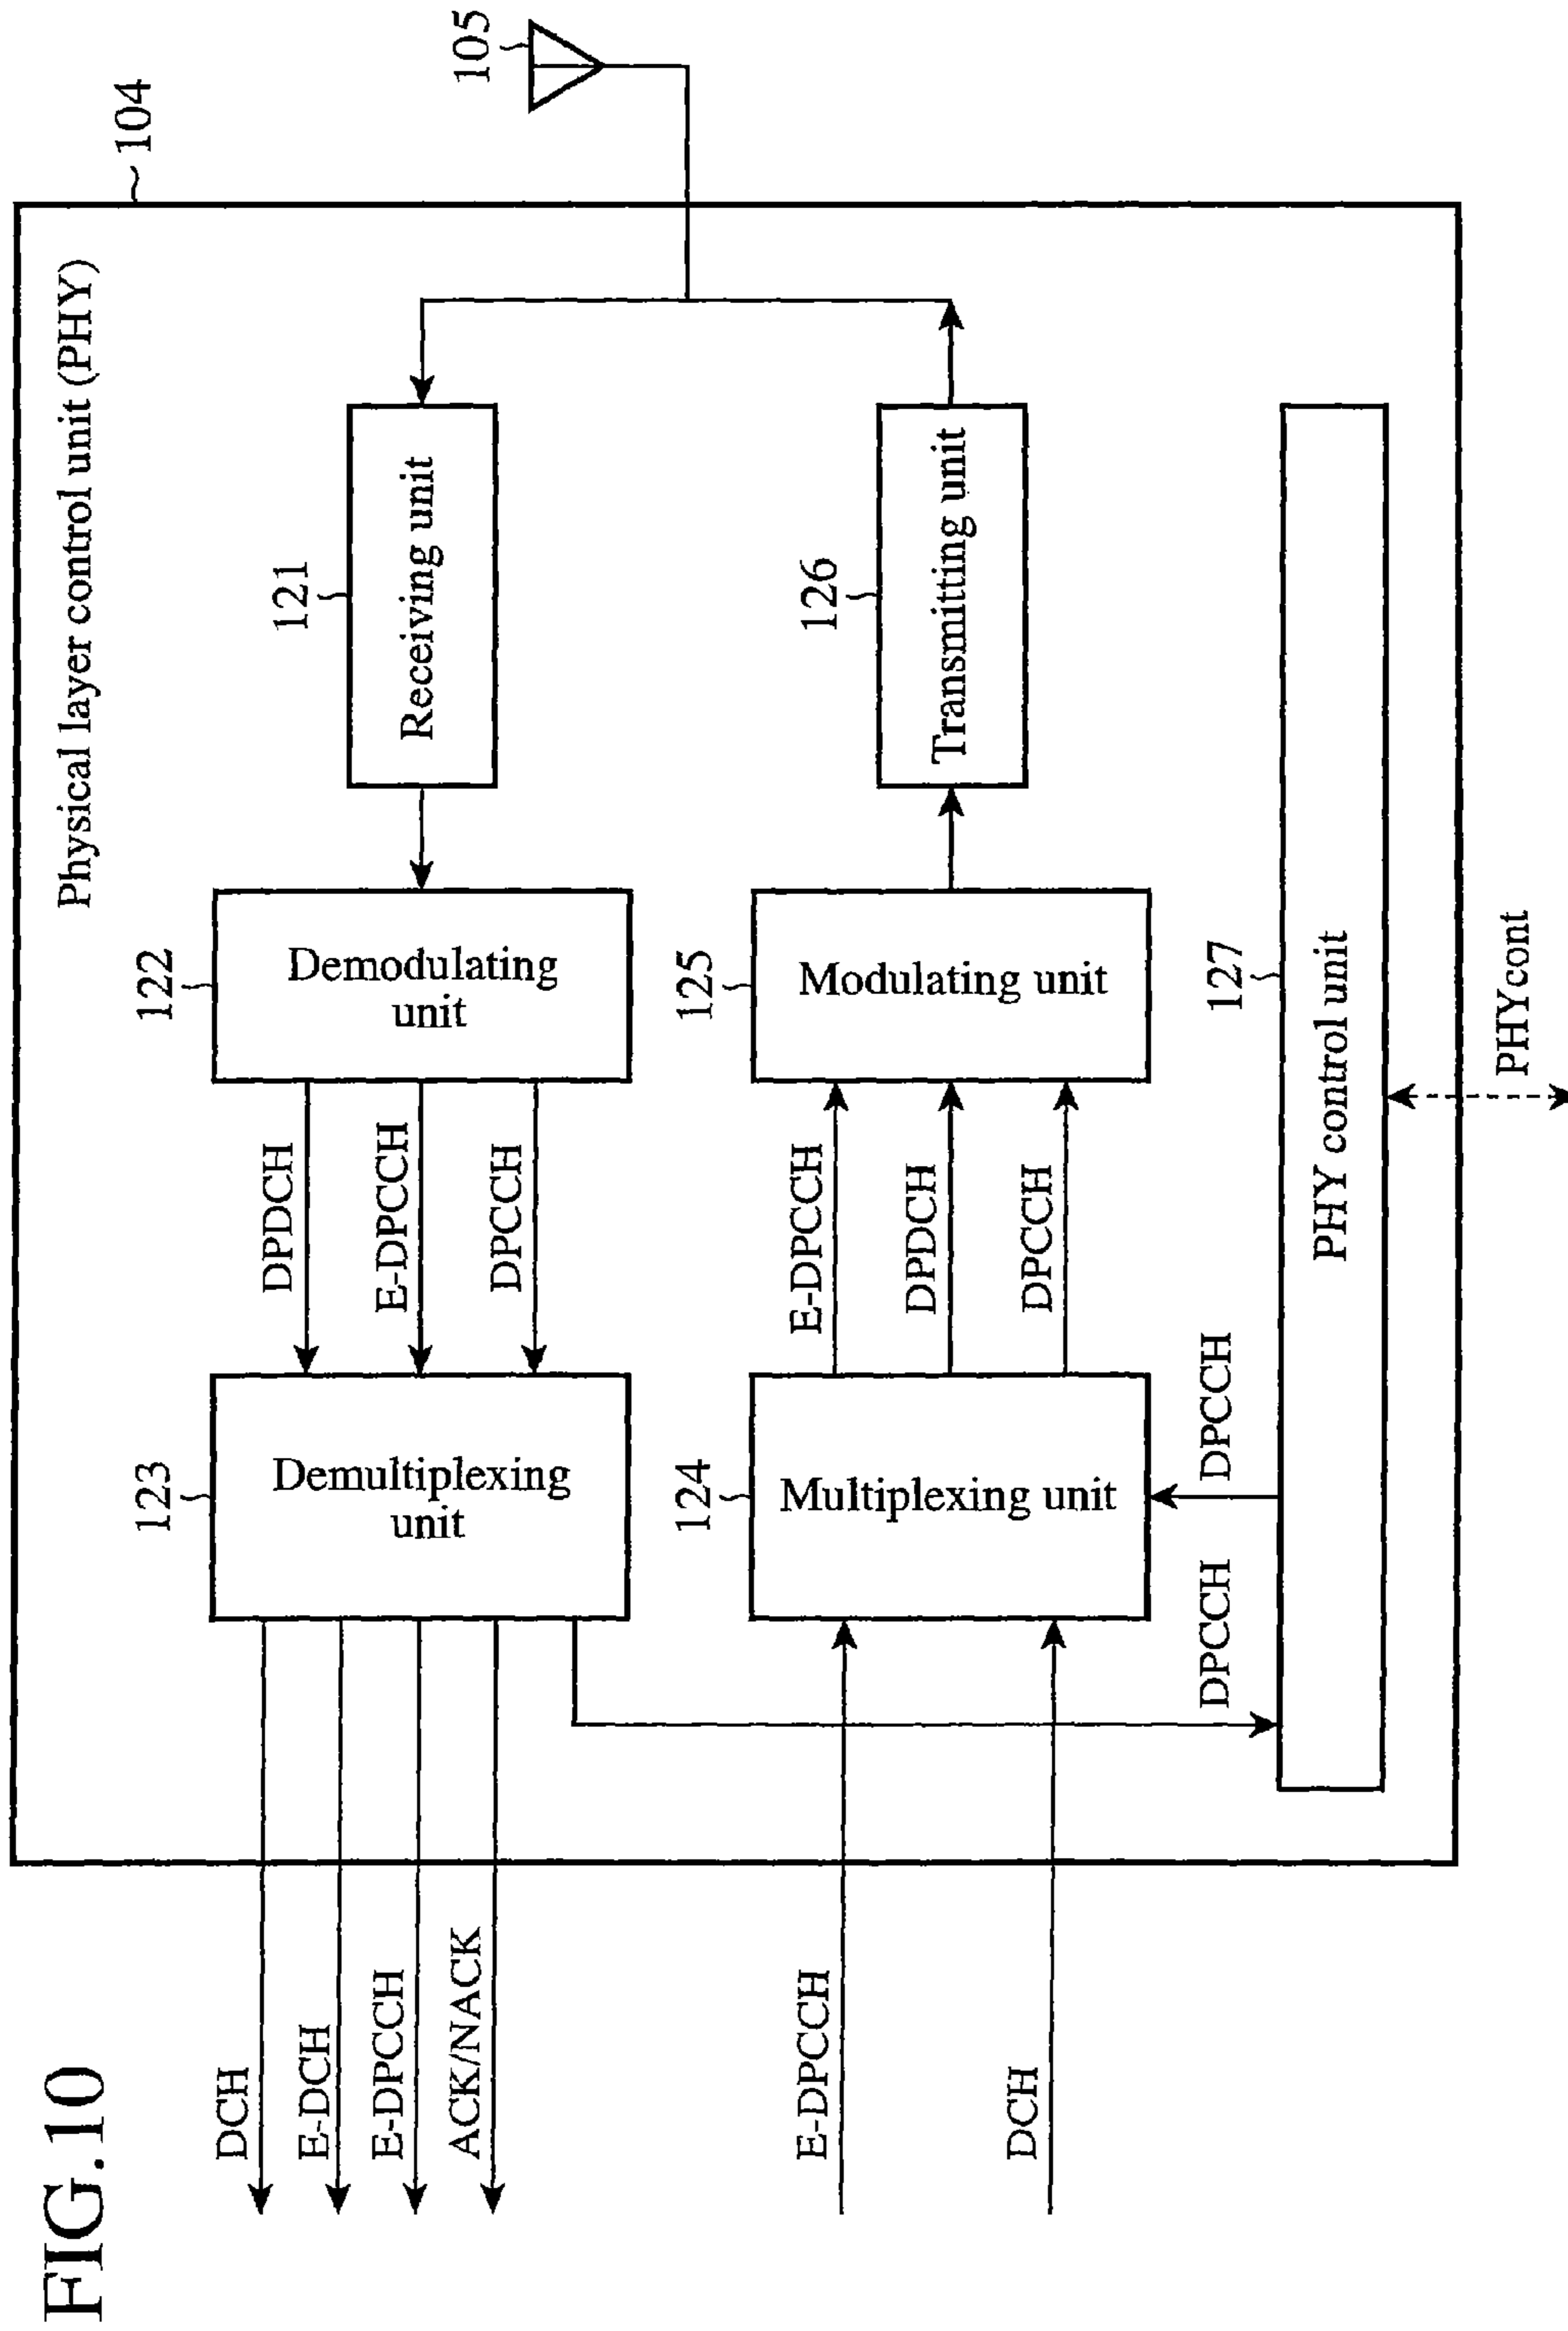 FIG.10
Physical layer control unit (PHY)
104
105
123
122
121
DCH
E-DCH
E-DPCCH
ACK/NACK
Demultiplexing
unit
DPDCH
E-DPCCH
DPCCH
Demodulating
unit
Receiving unit
124
125
126
E-DPCCH
DCH
Multiplexing unit
E-DPCCH
DPDCH
DPCCH
Modulating unit
Transmitting unit
DPCCH
DPCCH
127
PHY control unit
PHYcont